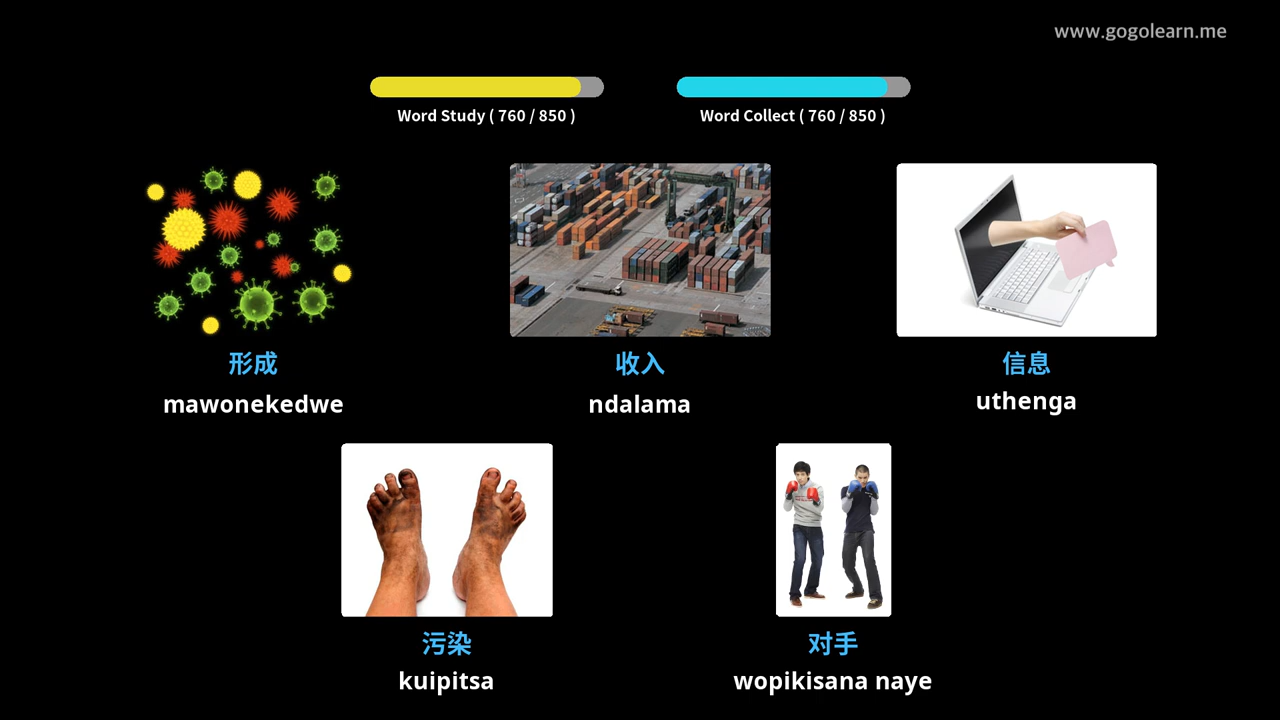 www.gogolearn.me
Word Study ( 760 / 850 )
Word Collect ( 760 / 850 )
形成
mawonekedwe
收入
ndalama
信息
uthenga
污染
kuipitsa
对手
wopikisana naye